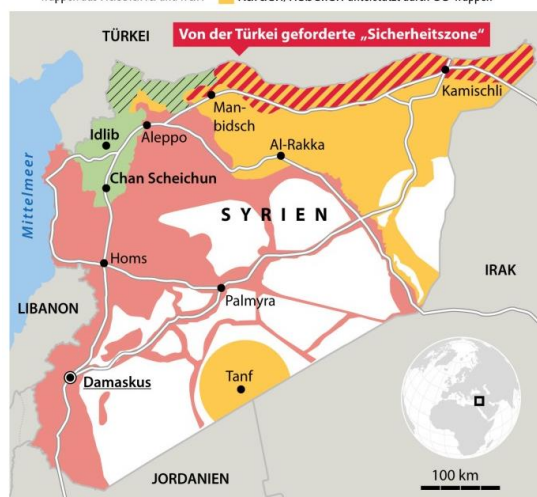 TÜRKEI
Von der Türkei geforderte „Sicherheitszone“
Kamischli
Man-
bidsch
Idlib
Aleppo
Al-Rakka
Chan Scheichun
Mittelmeer
SYRIEN
Homs
IRAK
LIBANON
Palmyra
Damaskus
Tanf
JORDANIEN
100 km